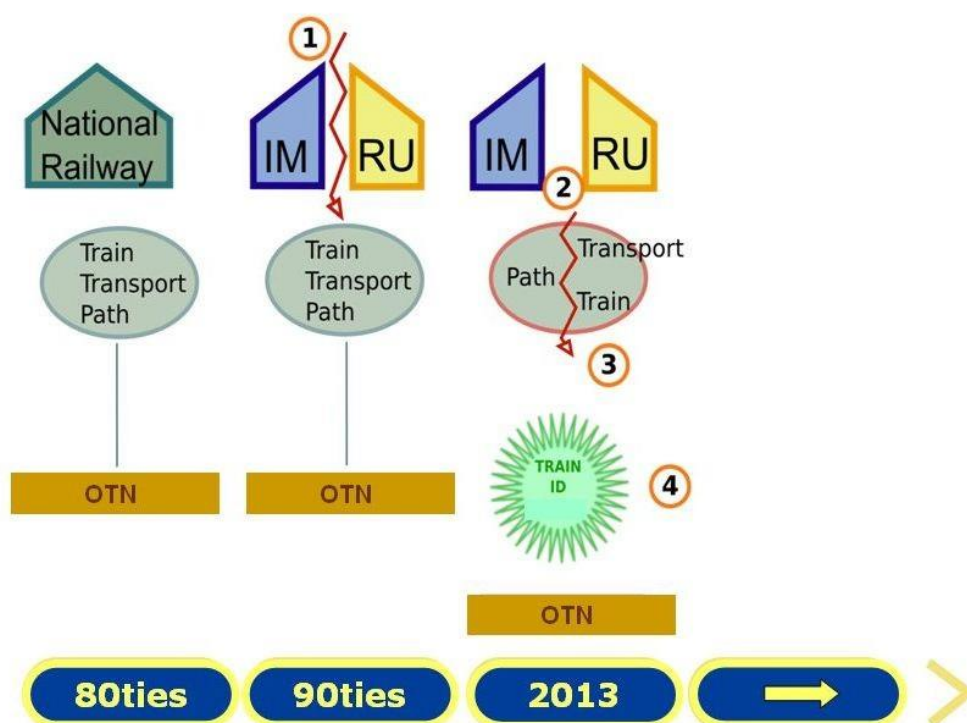 1
National
Railway
IM
RU
IM
RU
2
Train
Transport
Path
Train
Transport
Path
Transport
Path
Train
3
TRAIN
ID
4
OTN
OTN
OTN
80ties
90ties
2013